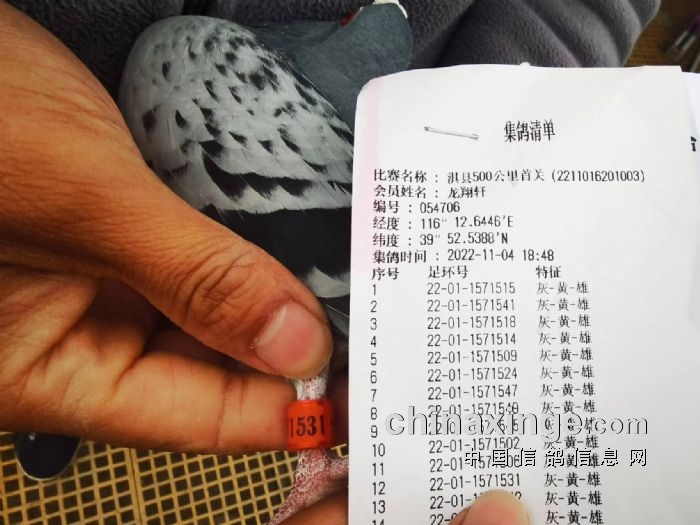 集鸽清单
比赛名称 : 淇县500公里首关 (2211016201003)
会员姓名 : 龙翔轩
编号 : 054706
经度 : 116° 12.6446'E
纬度 : 39° 52.5388'N
集鸽时间 : 2022-11-04 18:48
序号 足环号 特征
1 22-01-1571515 灰-黄-雄
2 22-01-1571541 灰-黄-雄
3 22-01-1571518 灰-黄-雄
4 22-01-1571514 灰-黄-雄
5 22-01-1571509 灰-黄-雄
6 22-01-1571524 灰-黄-雄
7 22-01-1571547 灰-黄-雄
8 灰-黄-雄
9
10 22-01-1571502
11
12 22-01-1571531 灰-黄-雄
13 灰-黄-雄
14
1531
chinaxinge.com
中国信鸽信息网